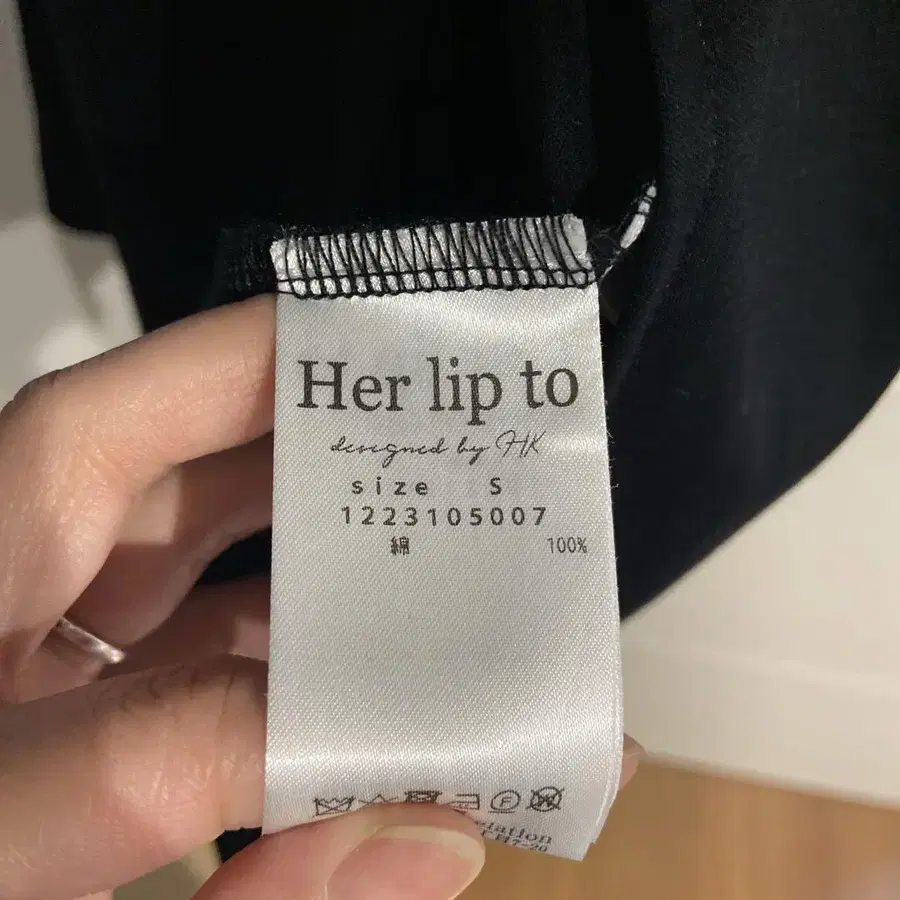 Her lip to
designed by HK
size S
1223105007
綿 100%